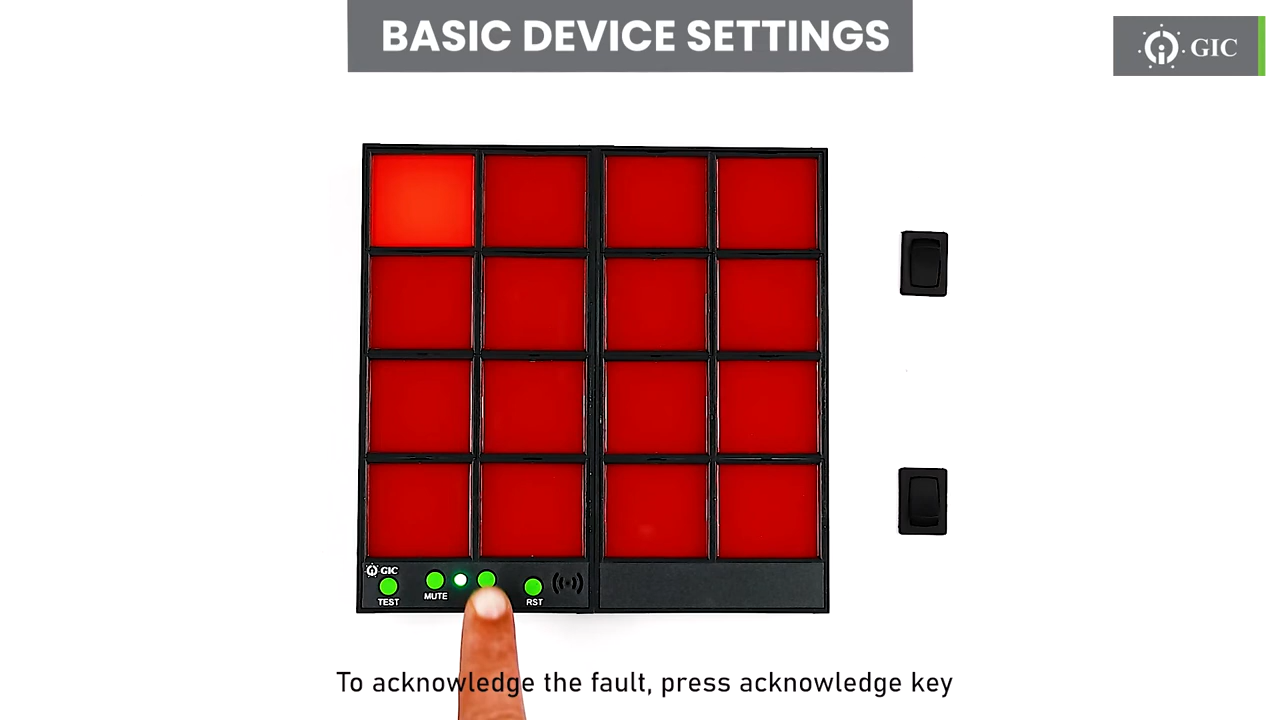 BASIC DEVICE SETTINGS
GIC
GIC
TEST
MUTE
RST
To acknowledge the fault, press acknowledge key